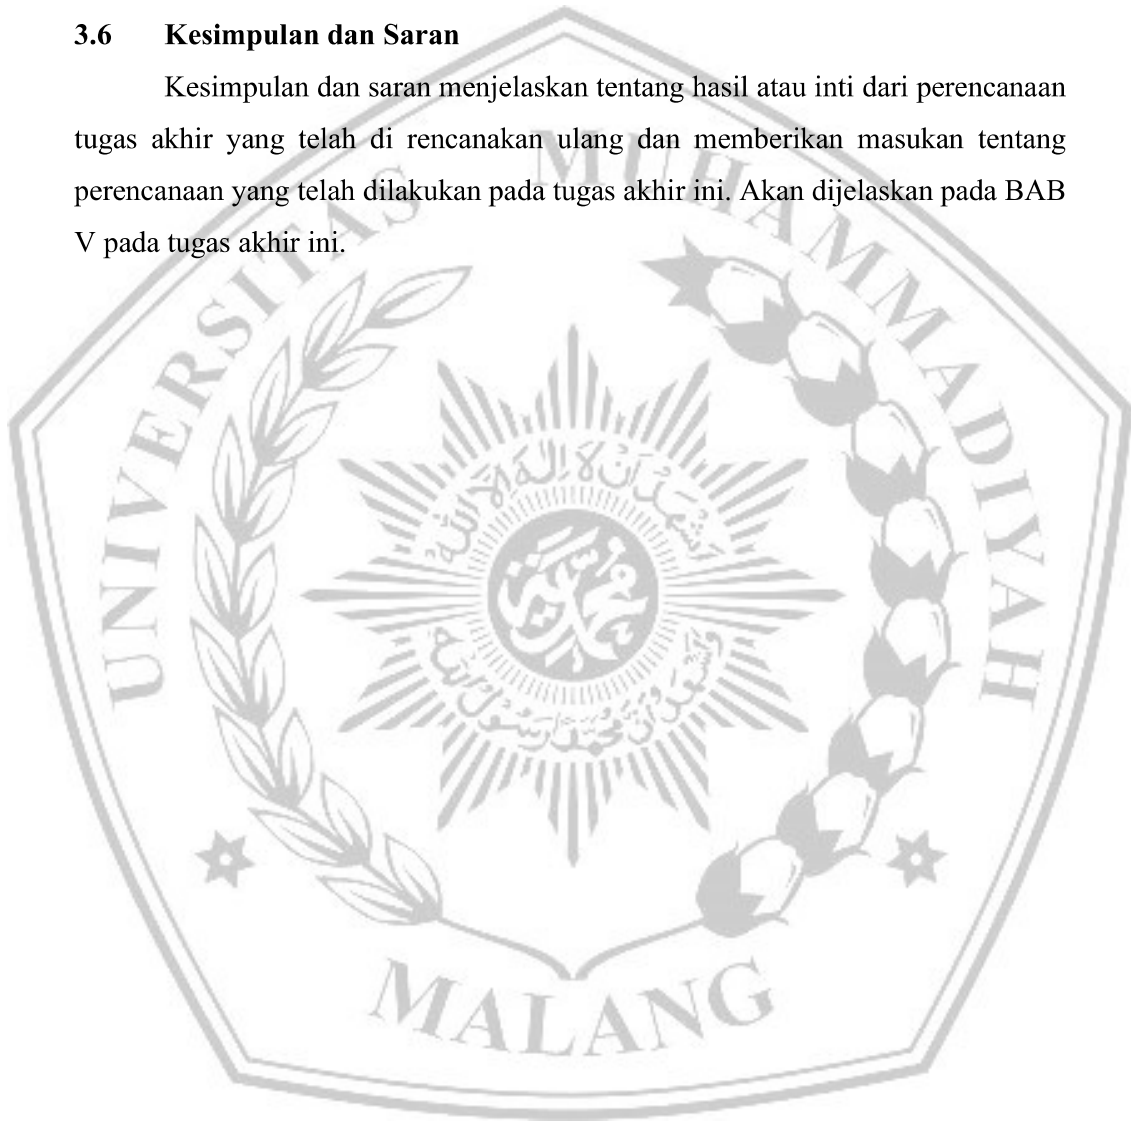 3.6 Kesimpulan dan Saran
Kesimpulan dan saran menjelaskan tentang hasil atau inti dari perencanaan
tugas akhir yang telah di rencanakan ulang dan memberikan masukan tentang
perencanaan yang telah dilakukan pada tugas akhir ini. Akan dijelaskan pada BAB
V pada tugas akhir ini.
UNIVERSITAS MUHAMMADIYAH
MALANG